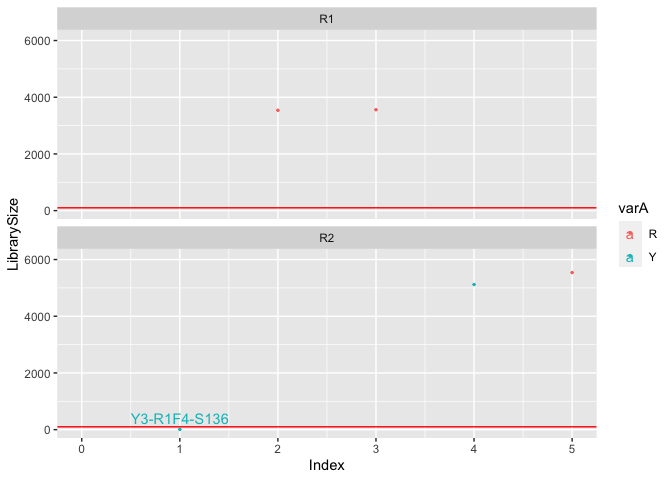 R1
6000
4000
2000
0
LibrarySize
R2
6000
4000
2000
0
Y3-R1F4-S136
0 1 2 3 4 5
Index
varA
a R
a Y